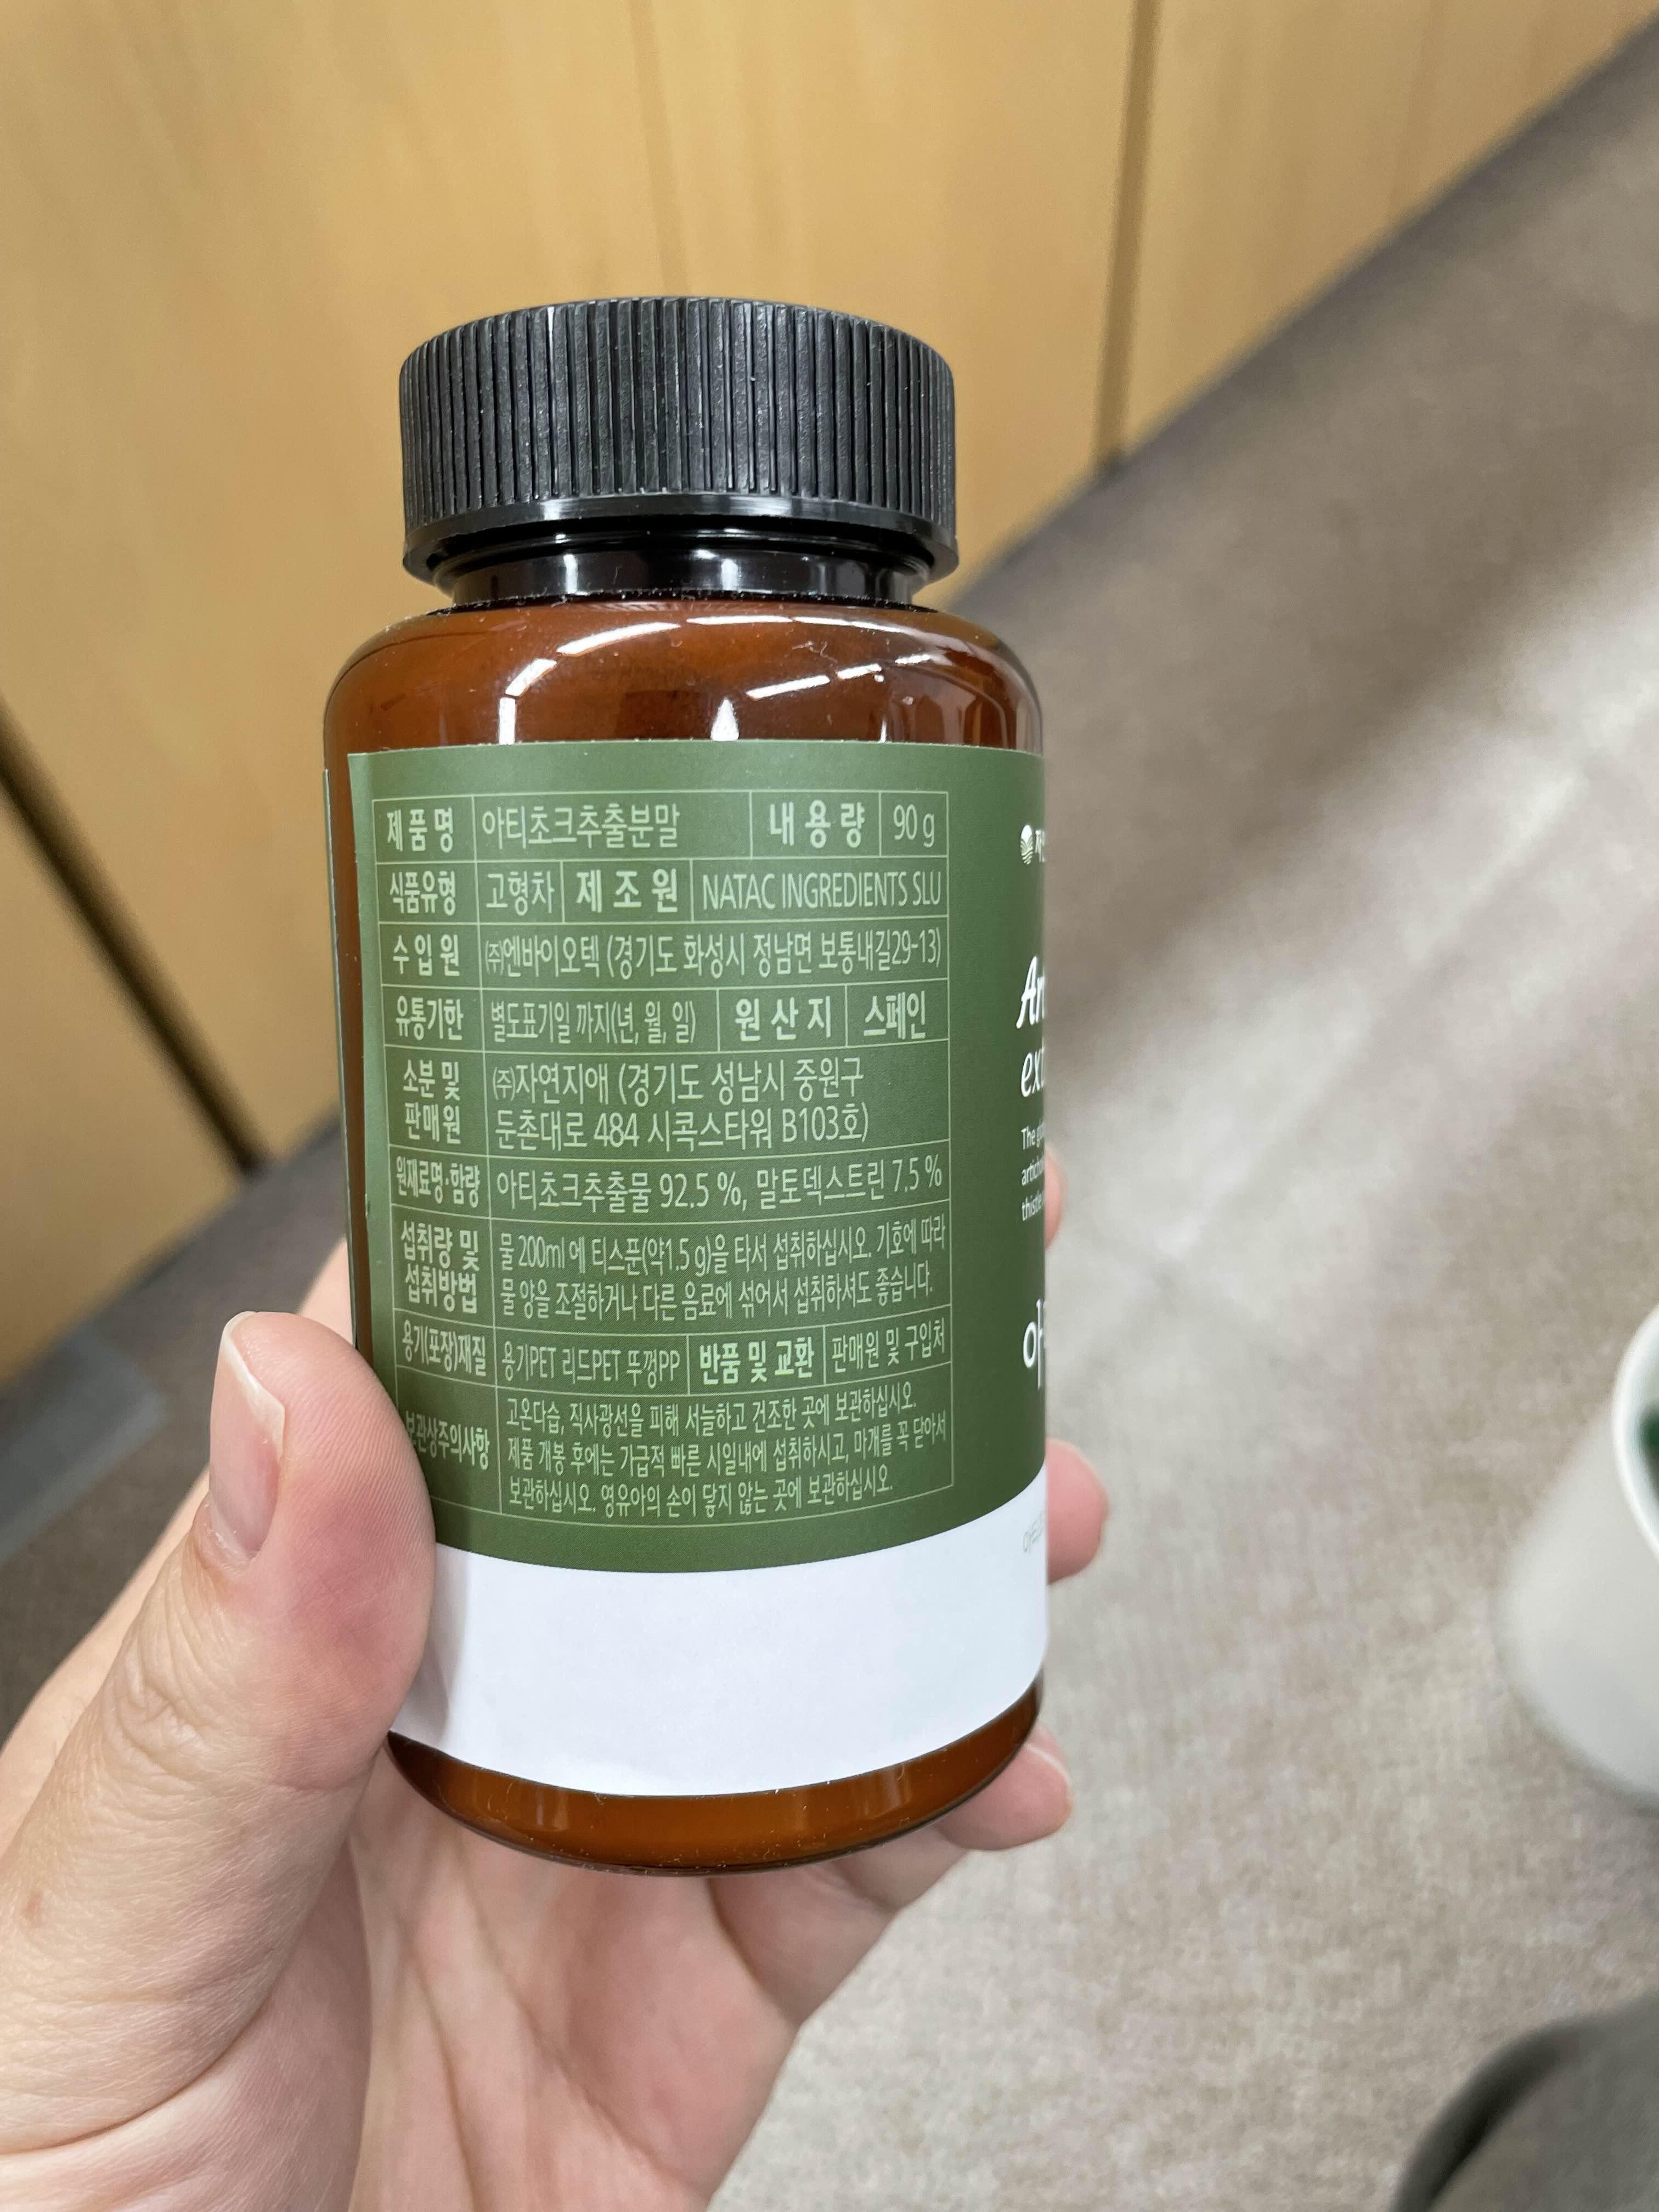 제품명 아티초크추출분말 내용량 90 g
식품유형 고형차 제조원 NATAC INGREDIENTS SLU
수입원 ㈜엔바이오텍 (경기도 화성시 정남면 보통내길29-13)
유통기한 별도표기일 까지(년, 월, 일) 원산지 스페인
소분 및
판매원
㈜자연지애 (경기도 성남시 중원구
둔촌대로 484 시콕스타워 B103호)
원재료명·함량 아티초크추출물 92.5 %, 말토덱스트린 7.5 %
섭취량 및
섭취방법
물 200ml 에 티스푼(약1.5 g)을 타서 섭취하십시오. 기호에 따라
물 양을 조절하거나 다른 음료에 섞어서 섭취하셔도 좋습니다.
용기(포장)재질 용기PET 리드PET 뚜껑PP 반품 및 교환 판매원 및 구입처
보관상주의사항
고온다습, 직사광선을 피해 서늘하고 건조한 곳에 보관하십시오.
제품 개봉 후에는 가급적 빠른 시일내에 섭취하시고, 마개를 꼭 닫아서
보관하십시오. 영유아의 손이 닿지 않는 곳에 보관하십시오.
The